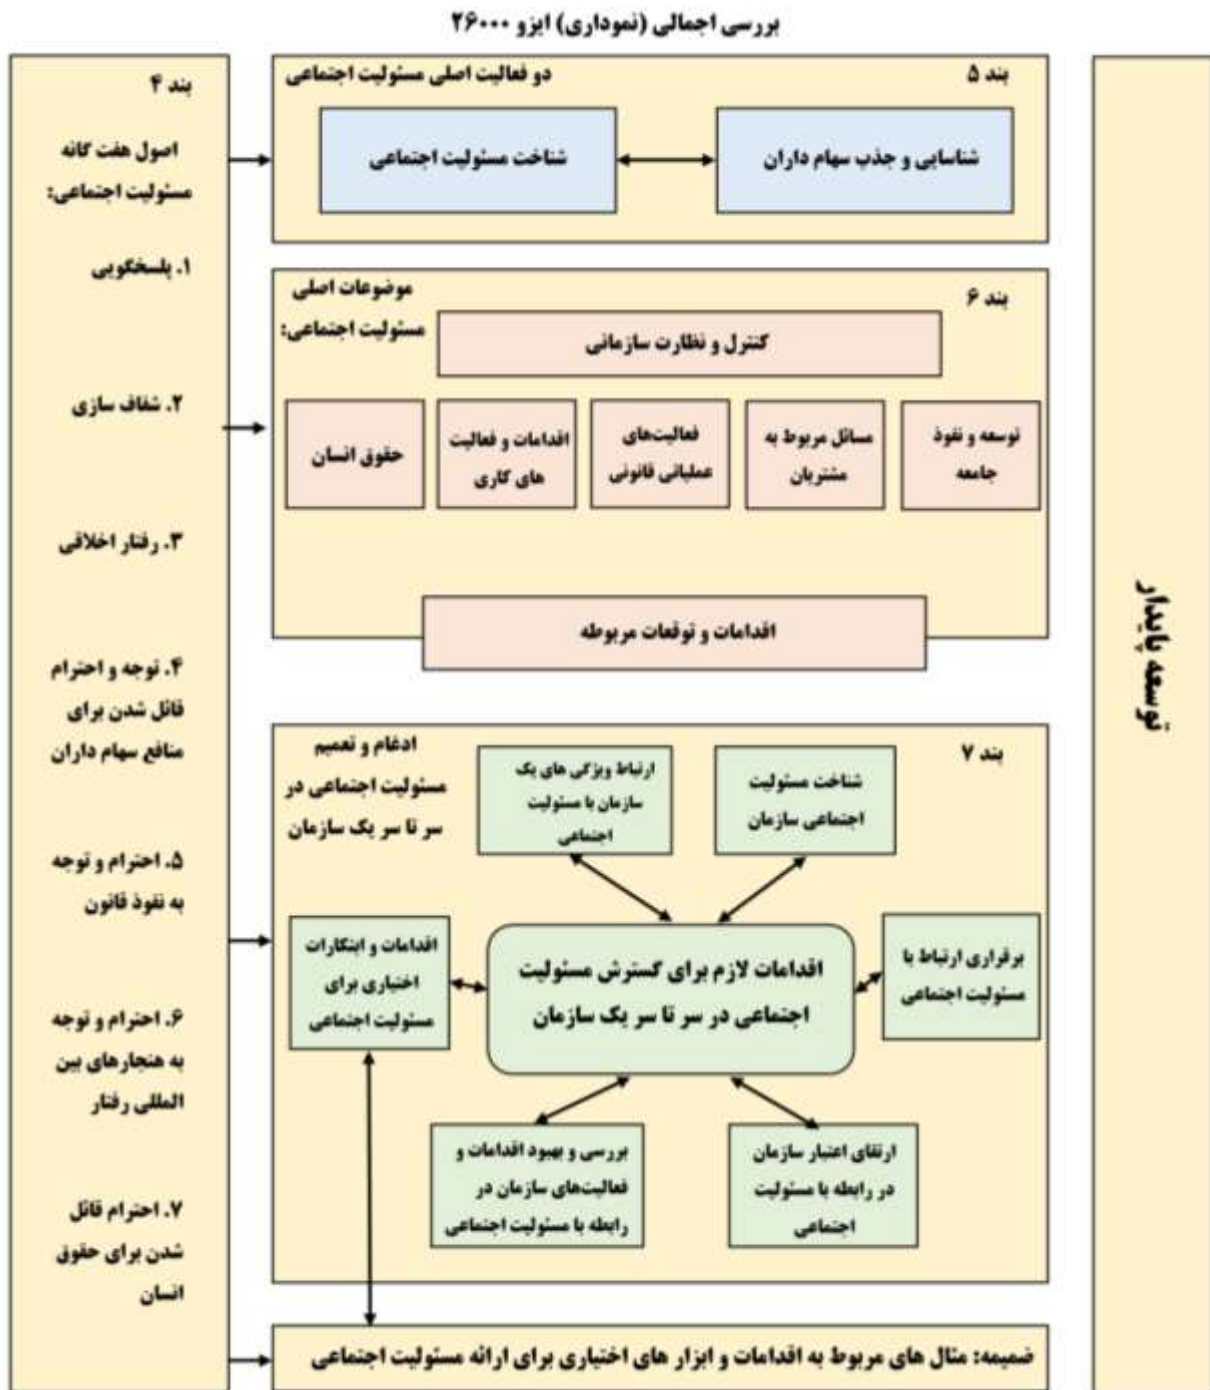 بررسی اجمالی (نموداری) ایزو ۲۶۰۰۰
توسعه پایدار
بند ۵
دو فعالیت اصلی مسئولیت اجتماعی
شناسایی و جذب سهام داران
شناخت مسئولیت اجتماعی
بند ۶
موضوعات اصلی
مسئولیت اجتماعی:
کنترل و نظارت سازمانی
توسعه و نفوذ
جامعه
مسائل مربوط به
مشتریان
فعالیت‌های
عملیاتی قانونی
اقدامات و فعالیت
های کاری
حقوق انسان
اقدامات و توقعات مربوطه
بند ۷
ادغام و تعمیم
مسئولیت اجتماعی در
سر تا سر یک سازمان
شناخت مسئولیت
اجتماعی سازمان
ارتباط ویژگی های یک
سازمان با مسئولیت
اجتماعی
برقراری ارتباط با
مسئولیت اجتماعی
اقدامات لازم برای گسترش مسئولیت
اجتماعی در سر تا سر یک سازمان
اقدامات و ابتکارات
اختیاری برای
مسئولیت اجتماعی
ارتقای اعتبار سازمان
در رابطه با مسئولیت
اجتماعی
بررسی و بهبود اقدامات و
فعالیت‌های سازمان در
رابطه با مسئولیت اجتماعی
ضمیمه: مثال های مربوط به اقدامات و ابزار های اختیاری برای ارائه مسئولیت اجتماعی
بند ۴
اصول هفت گانه
مسئولیت اجتماعی:
۱. پلسخگویی
۲. شفاف سازی
۳. رفتار اخلاقی
۴. توجه و احترام
قائل شدن برای
منافع سهام داران
۵. احترام و توجه
به نفوذ قانون
۶. احترام و توجه
به هنجارهای بین
المللی رفتار
۷. احترام قائل
شدن برای حقوق
انسان